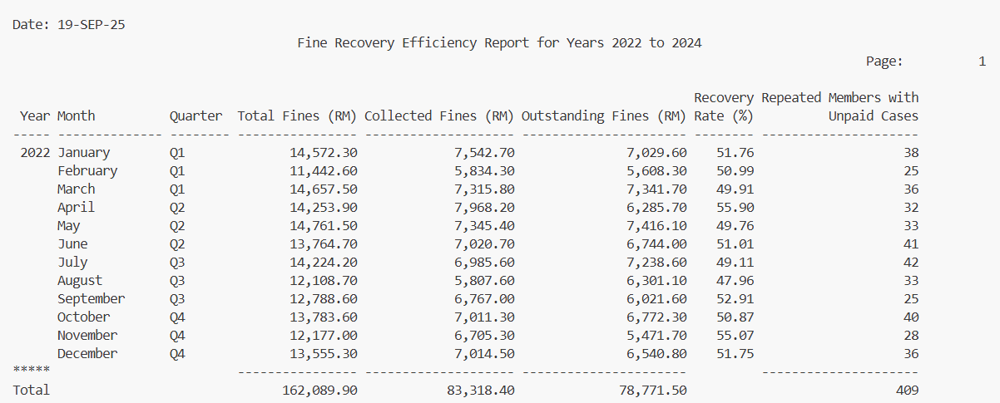 Date: 19-SEP-25
Fine Recovery Efficiency Report for Years 2022 to 2024
Page:          1
Recovery Repeated Members with
Year Month          Quarter  Total Fines (RM) Collected Fines (RM) Outstanding Fines (RM) Rate (%)          Unpaid Cases
----- -------------- -------- ---------------- -------------------- ---------------------- -------- ---------------------
2022 January        Q1              14,572.30             7,542.70               7,029.60    51.76                    38
February       Q1              11,442.60             5,834.30               5,608.30    50.99                    25
March          Q1              14,657.50             7,315.80               7,341.70    49.91                    36
April          Q2              14,253.90             7,968.20               6,285.70    55.90                    32
May            Q2              14,761.50             7,345.40               7,416.10    49.76                    33
June           Q2              13,764.70             7,020.70               6,744.00    51.01                    41
July           Q3              14,224.20             6,985.60               7,238.60    49.11                    42
August         Q3              12,108.70             5,807.60               6,301.10    47.96                    33
September      Q3              12,788.60             6,767.00               6,021.60    52.91                    25
October        Q4              13,783.60             7,011.30               6,772.30    50.87                    40
November       Q4              12,177.00             6,705.30               5,471.70    55.07                    28
December       Q4              13,555.30             7,014.50               6,540.80    51.75                    36
*****                         ---------------- -------------------- ----------------------          ---------------------
Total                               162,089.90            83,318.40              78,771.50                            409